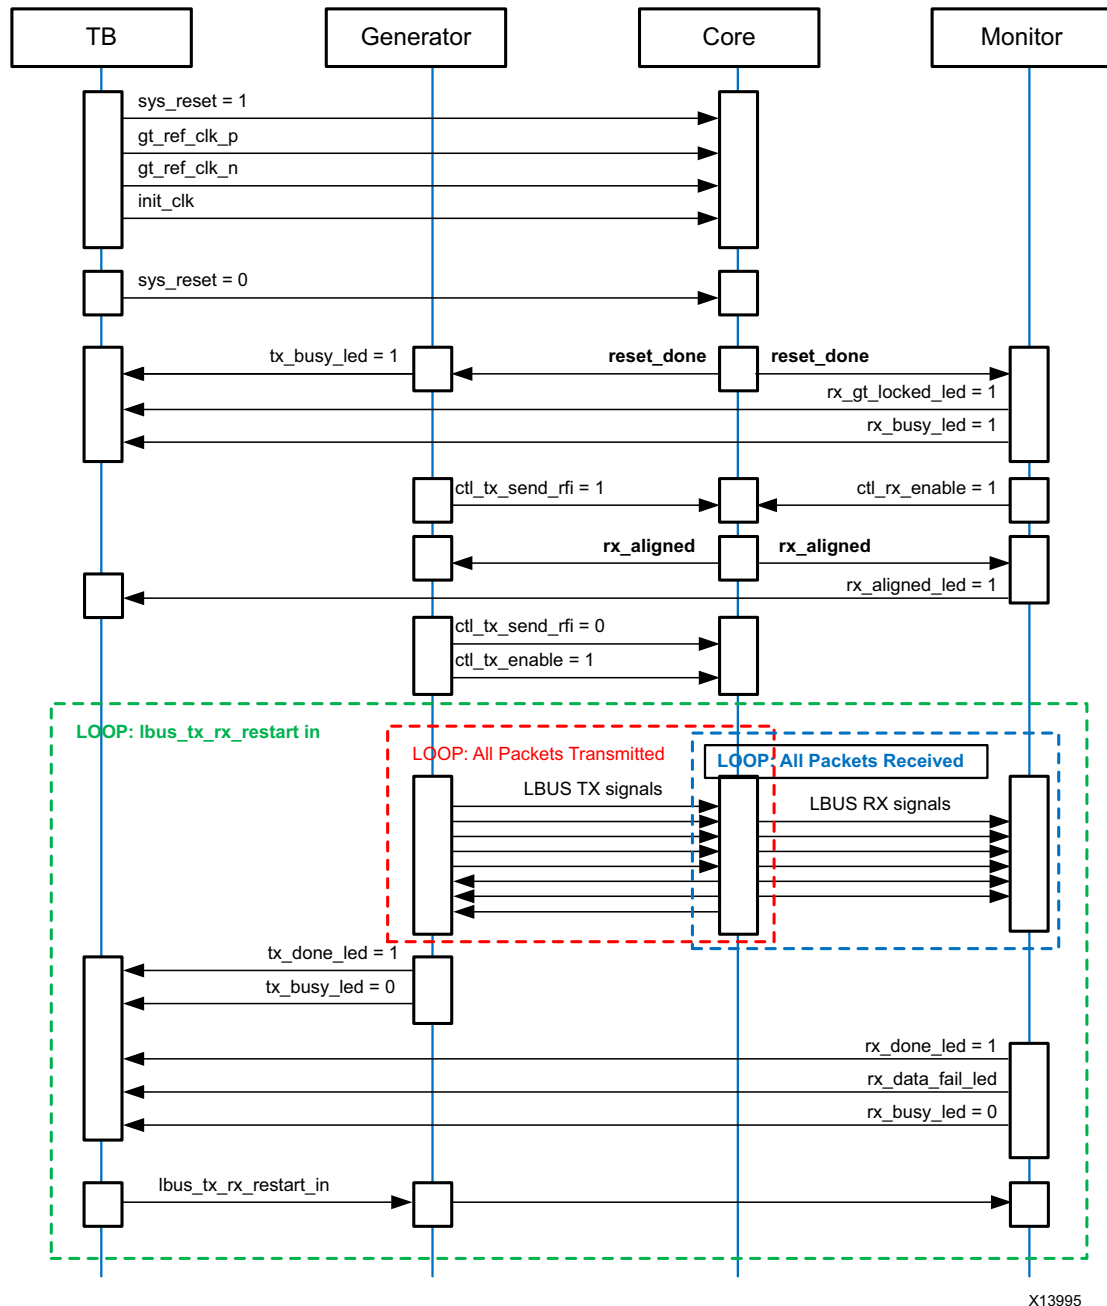 TB
Generator
Core
Monitor
sys_reset = 1
gt_ref_clk_p
gt_ref_clk_n
init_clk
sys_reset = 0
tx_busy_led = 1
reset_done
reset_done
rx_gt_locked_led = 1
rx_busy_led = 1
ctl_tx_send_rfi = 1
ctl_rx_enable = 1
rx_aligned
rx_aligned
rx_aligned_led = 1
ctl_tx_send_rfi = 0
ctl_tx_enable = 1
LOOP: lbus_tx_rx_restart in
LOOP: All Packets Transmitted
LOOP: All Packets Received
LBUS TX signals
LBUS RX signals
tx_done_led = 1
tx_busy_led = 0
rx_done_led = 1
rx_data_fail_led
rx_busy_led = 0
lbus_tx_rx_restart_in
X13995